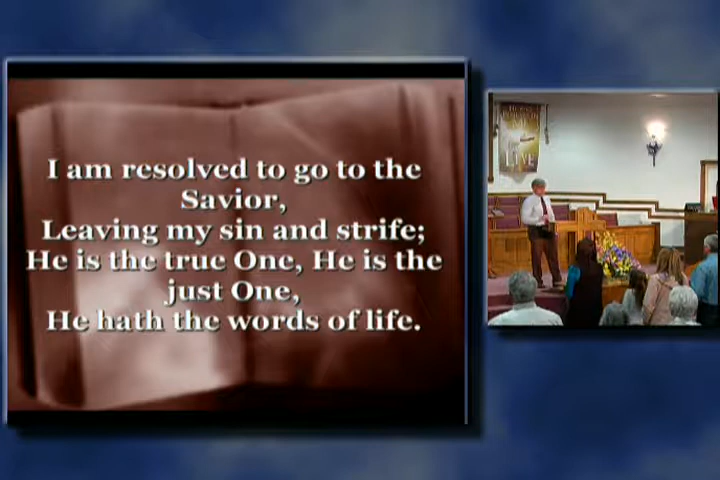 I am resolved to go to the
Savior,
Leaving my sin and strife;
He is the true One, He is the
just One,
He hath the words of life.
LIVE